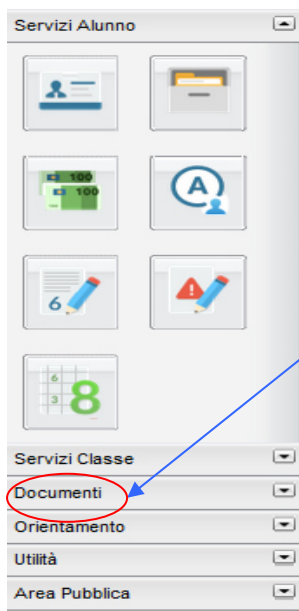 Servizi Alunno
100
100
A
6
6
3
8
Servizi Classe
Documenti
Orientamento
Utilità
Area Pubblica